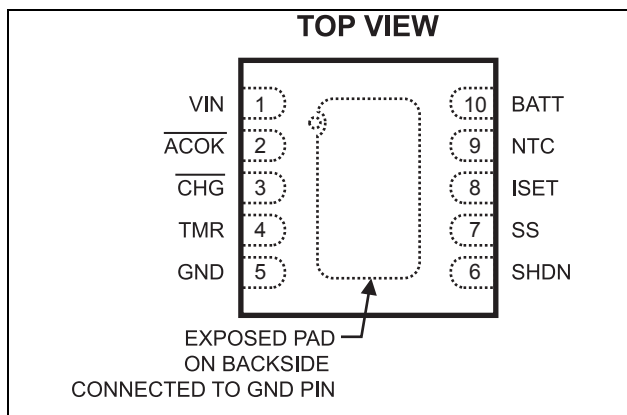 TOP VIEW
VIN 1
ACOK 2
CHG 3
TMR 4
GND 5
10 BATT
9 NTC
8 ISET
7 SS
6 SHDN
EXPOSED PAD
ON BACKSIDE
CONNECTED TO GND PIN